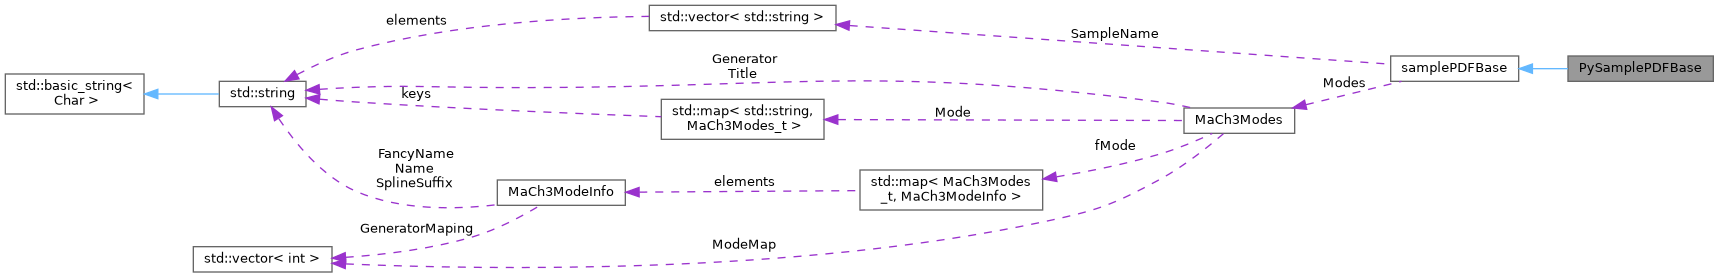 elements
std::vector< std::string >
SampleName
Generator
Title
samplePDFBase
PySamplePDFBase
std::basic_string<
Char >
std::string
keys
Modes
std::map< std::string,
MaCh3Modes_t >
Mode
MaCh3Modes
fMode
FancyName
Name
SplineSuffix
MaCh3ModeInfo
elements
std::map< MaCh3Modes
_t, MaCh3ModeInfo >
GeneratorMaping
ModeMap
std::vector< int >